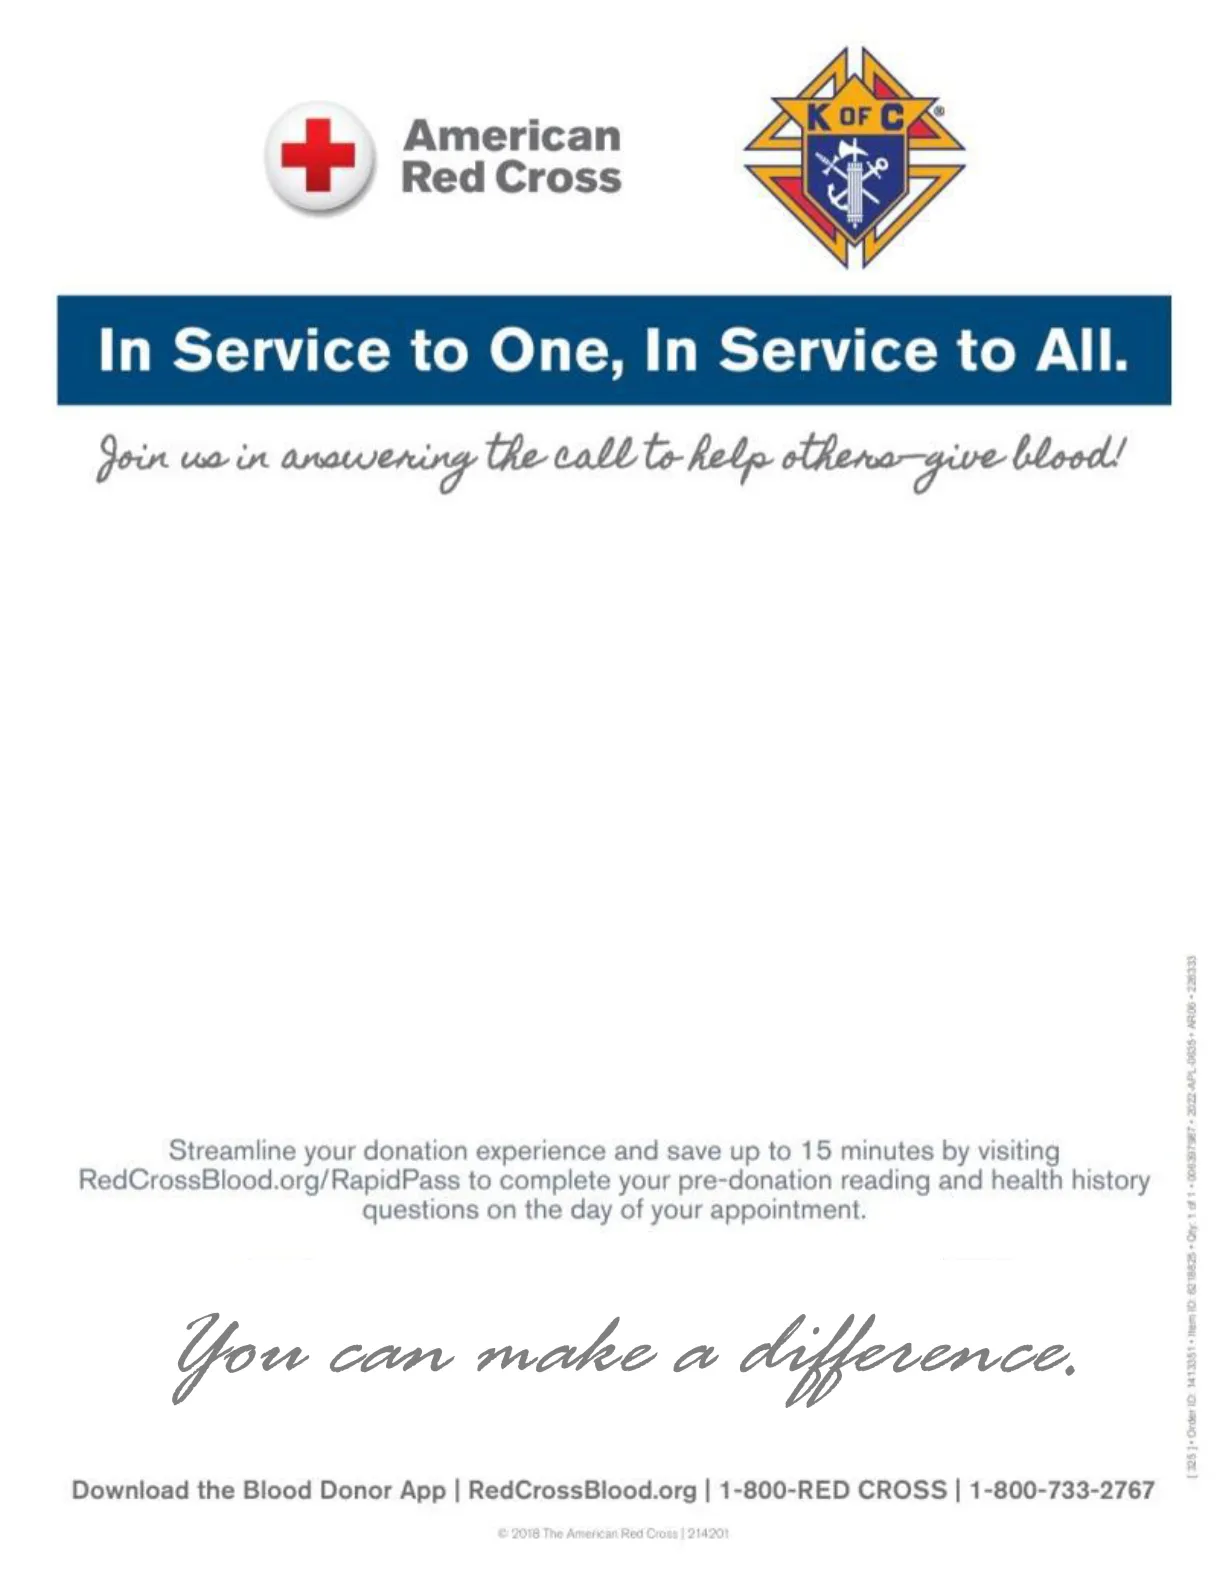 American
Red Cross
K OF C®
In Service to One, In Service to All.
Join us in answering the call to help others—give blood!
Streamline your donation experience and save up to 15 minutes by visiting
RedCrossBlood.org/RapidPass to complete your pre-donation reading and health history
questions on the day of your appointment.
You can make a difference.
Download the Blood Donor App | RedCrossBlood.org | 1-800-RED CROSS | 1-800-733-2767
© 2018 The American Red Cross | 214201
[ 325 ] • Order ID: 1413351 • Item ID: 6218625 • Qty: 1 of 1 • 2022-APL-0635 • AR06 • 226333